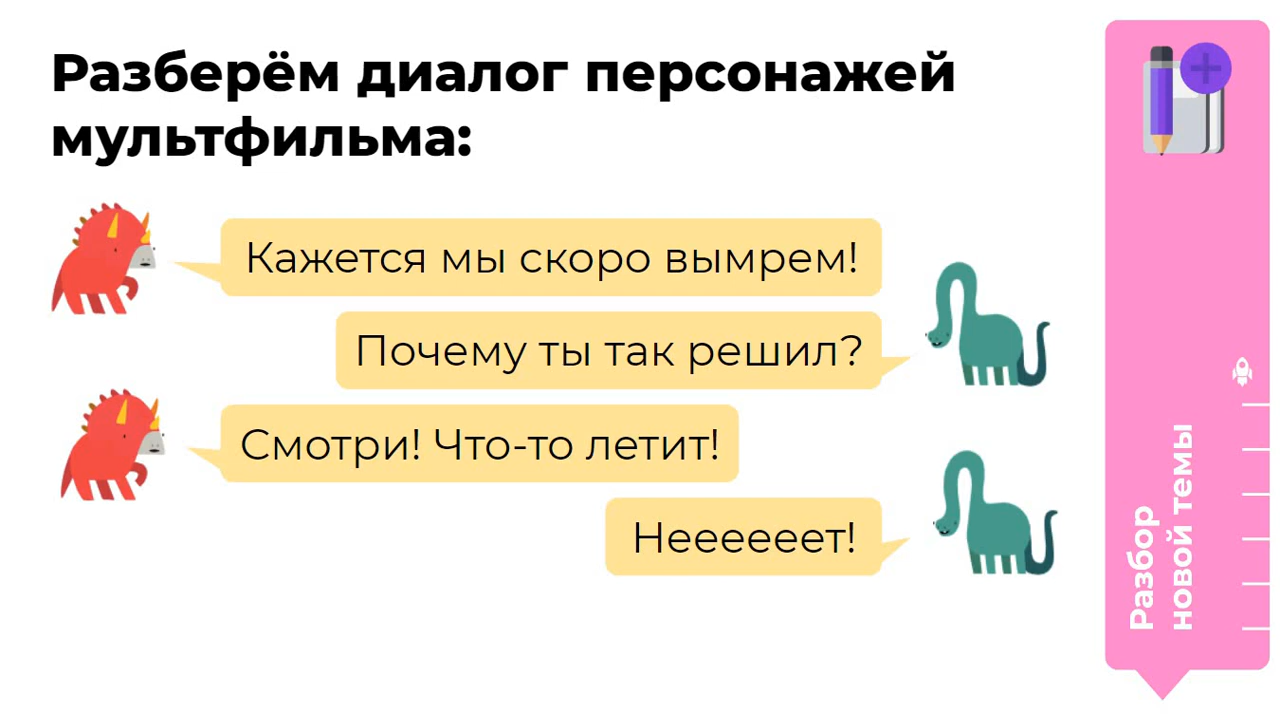 Разберём диалог персонажей
мультфильма:
Кажется мы скоро вымрем!
Почему ты так решил?
Смотри! Что-то летит!
Неееееет!
Разбор
новой темы